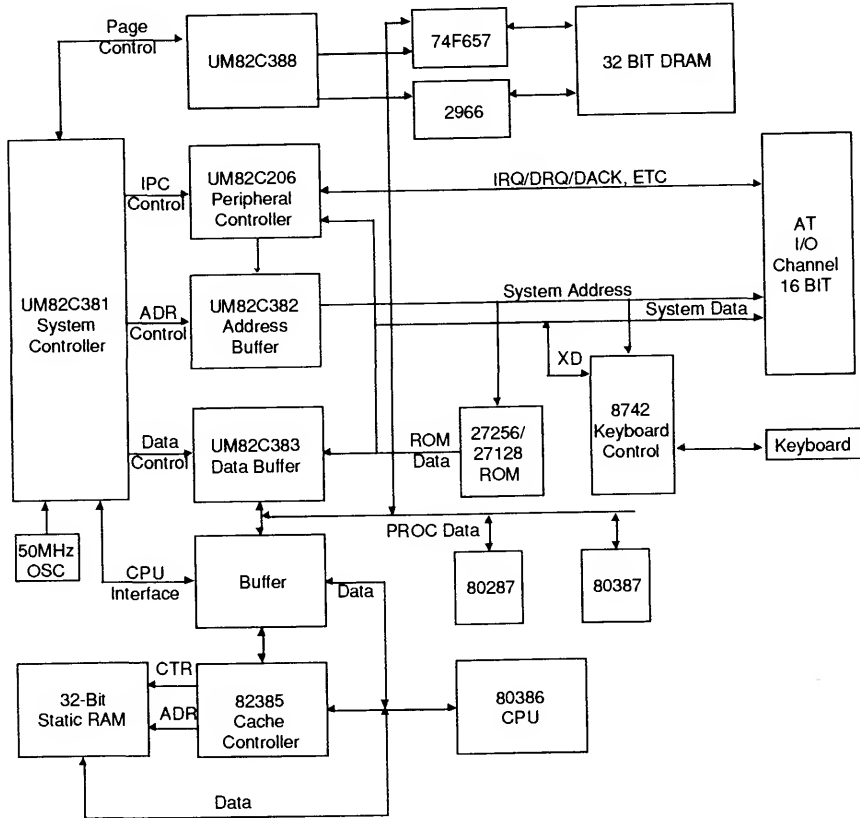 Page
Control
UM82C388
74F657
32 BIT DRAM
2966
IPC
Control
UM82C206
Peripheral
Controller
IRQ/DRQ/DACK, ETC
AT
I/O
Channel
16 BIT
UM82C381
System
Controller
ADR
Control
UM82C382
Address
Buffer
System Address
System Data
XD
8742
Keyboard
Control
Keyboard
Data
Control
UM82C383
Data Buffer
ROM
Data
27256/
27128
ROM
PROC Data
50MHz
OSC
CPU
Interface
Buffer
Data
80287
80387
32-Bit
Static RAM
CTR
ADR
82385
Cache
Controller
80386
CPU
Data